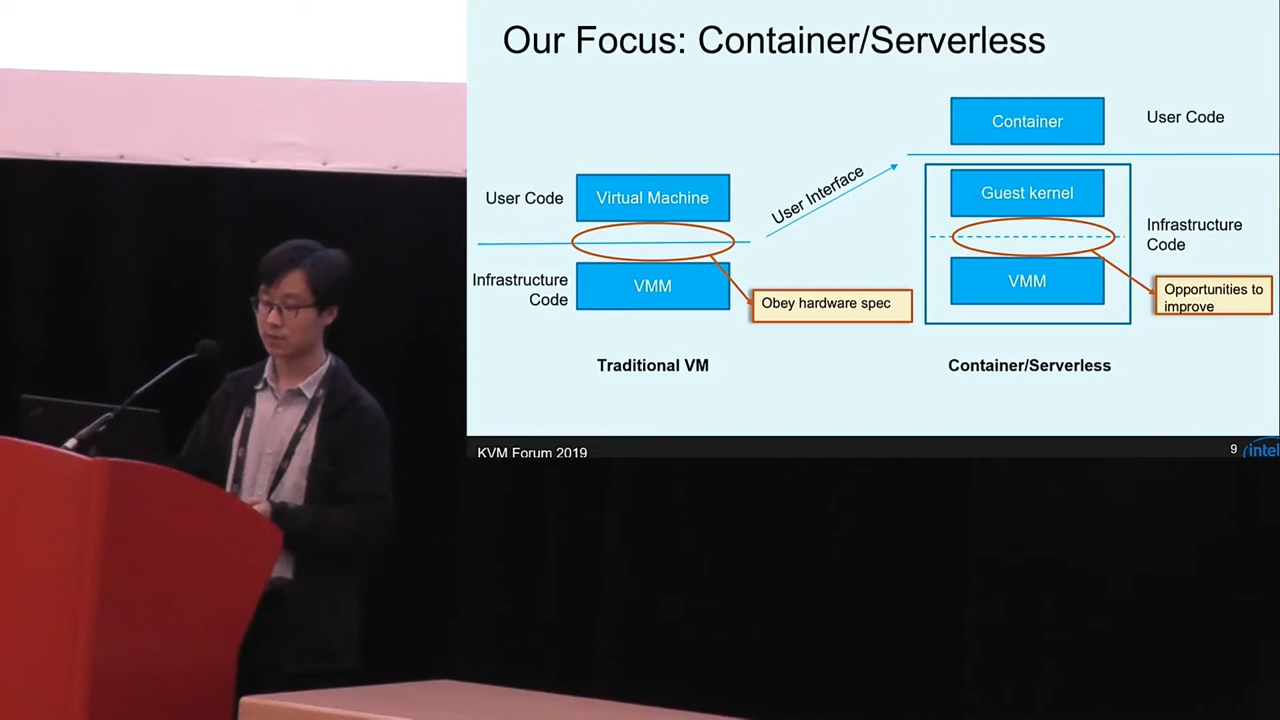 Our Focus: Container/Serverless
Container
User Code
User Interface
Guest kernel
User Code
Virtual Machine
Infrastructure
Code
Infrastructure
Code
VMM
VMM
Obey hardware spec
Opportunities to
improve
Traditional VM
Container/Serverless
KVM Forum 2019
9
intel